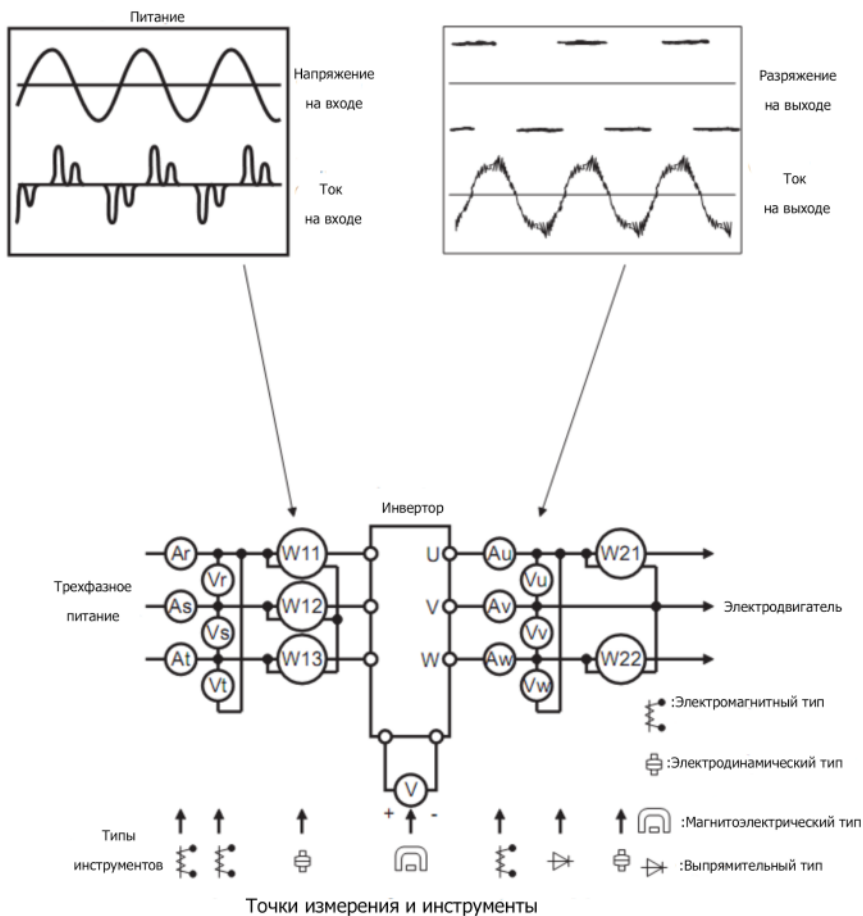 Питание
Напряжение
на входе
Ток
на входе
Разряжение
на выходе
Ток
на выходе
Инвертор
Ar
W11
U
Au
W21
Vr
Vu
Трехфазное
питание
As
W12
V
Av
Электродвигатель
Vs
Vv
At
W13
W
Aw
W22
Vt
Vw
:Электромагнитный тип
:Электродинамический тип
V
+ -
:Магнитоэлектрический тип
Типы
инструментов
:Выпрямительный тип
Точки измерения и инструменты